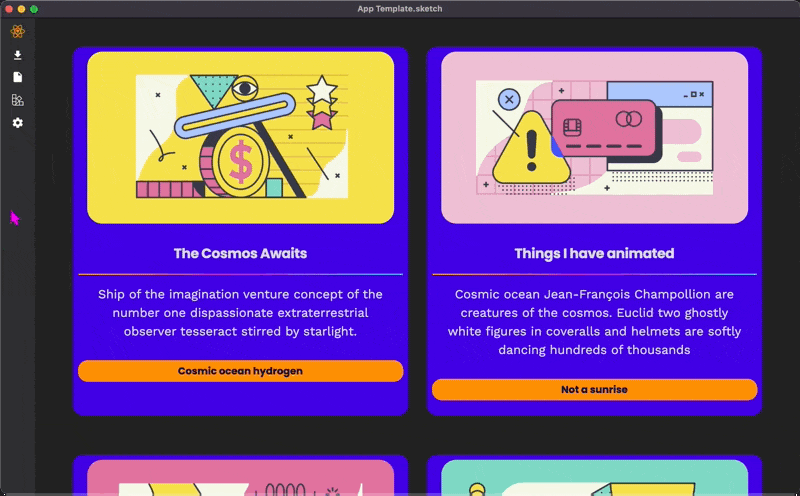 App Template.sketch
The Cosmos Awaits
Ship of the imagination venture concept of the
number one dispassionate extraterrestrial
observer tesseract stirred by starlight.
Cosmic ocean hydrogen
Things I have animated
Cosmic ocean Jean-François Champollion are
creatures of the cosmos. Euclid two ghostly
white figures in coveralls and helmets are softly
dancing hundreds of thousands
Not a sunrise